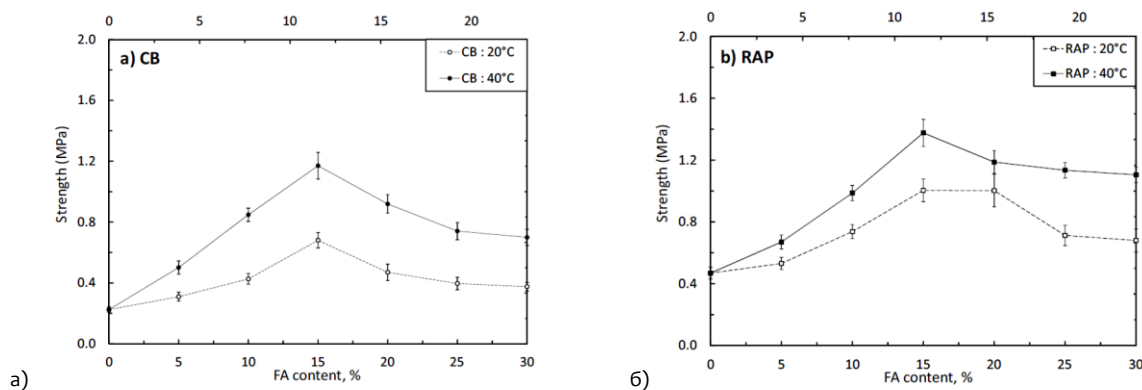 0 5 10 15 20
2.0
a) CB
CB : 20°C
CB : 40°C
1.6
1.2
0.8
0.4
0.0
Strength (MPa)
0 5 10 15 20 25 30
FA content, %
а)
0 5 10 15 20
2.0
b) RAP
RAP : 20°C
RAP : 40°C
1.6
1.2
0.8
0.4
0.0
Strength (MPa)
0 5 10 15 20 25 30
FA content, %
б)